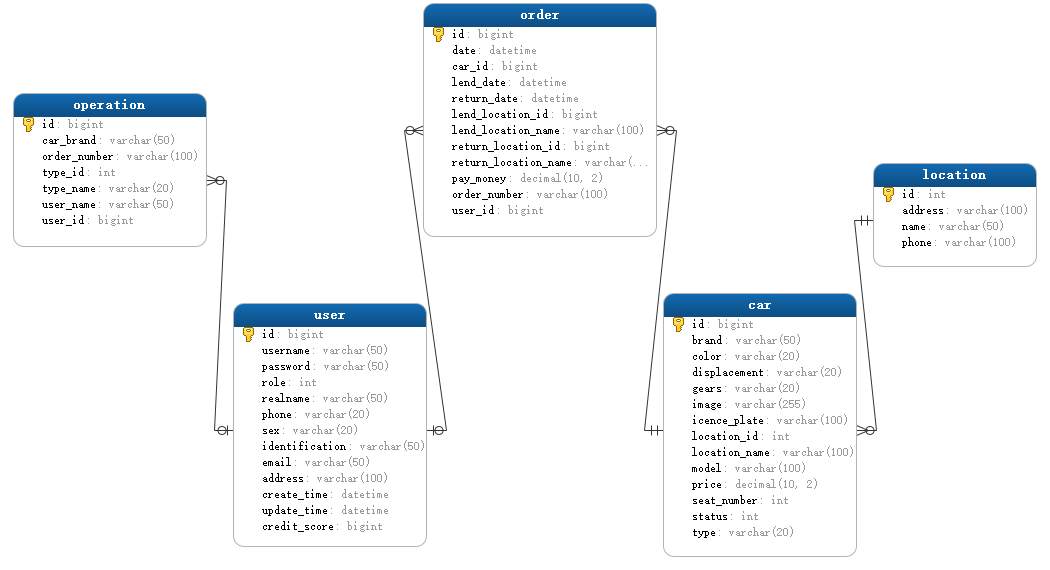 order
id: bigint
date: datetime
car_id: bigint
lend_date: datetime
return_date: datetime
lend_location_id: bigint
lend_location_name: varchar(100)
return_location_id: bigint
return_location_name: varchar(...
pay_money: decimal(10, 2)
order_number: varchar(100)
user_id: bigint
operation
id: bigint
car_brand: varchar(50)
order_number: varchar(100)
type_id: int
type_name: varchar(20)
user_name: varchar(50)
user_id: bigint
location
id: int
address: varchar(100)
name: varchar(50)
phone: varchar(100)
user
id: bigint
username: varchar(50)
password: varchar(50)
role: int
realname: varchar(50)
phone: varchar(20)
sex: varchar(20)
identification: varchar(50)
email: varchar(50)
address: varchar(100)
create_time: datetime
update_time: datetime
credit_score: bigint
car
id: bigint
brand: varchar(50)
color: varchar(20)
displacement: varchar(20)
gears: varchar(20)
image: varchar(255)
icence_plate: varchar(100)
location_id: int
location_name: varchar(100)
model: varchar(100)
price: decimal(10, 2)
seat_number: int
status: int
type: varchar(20)